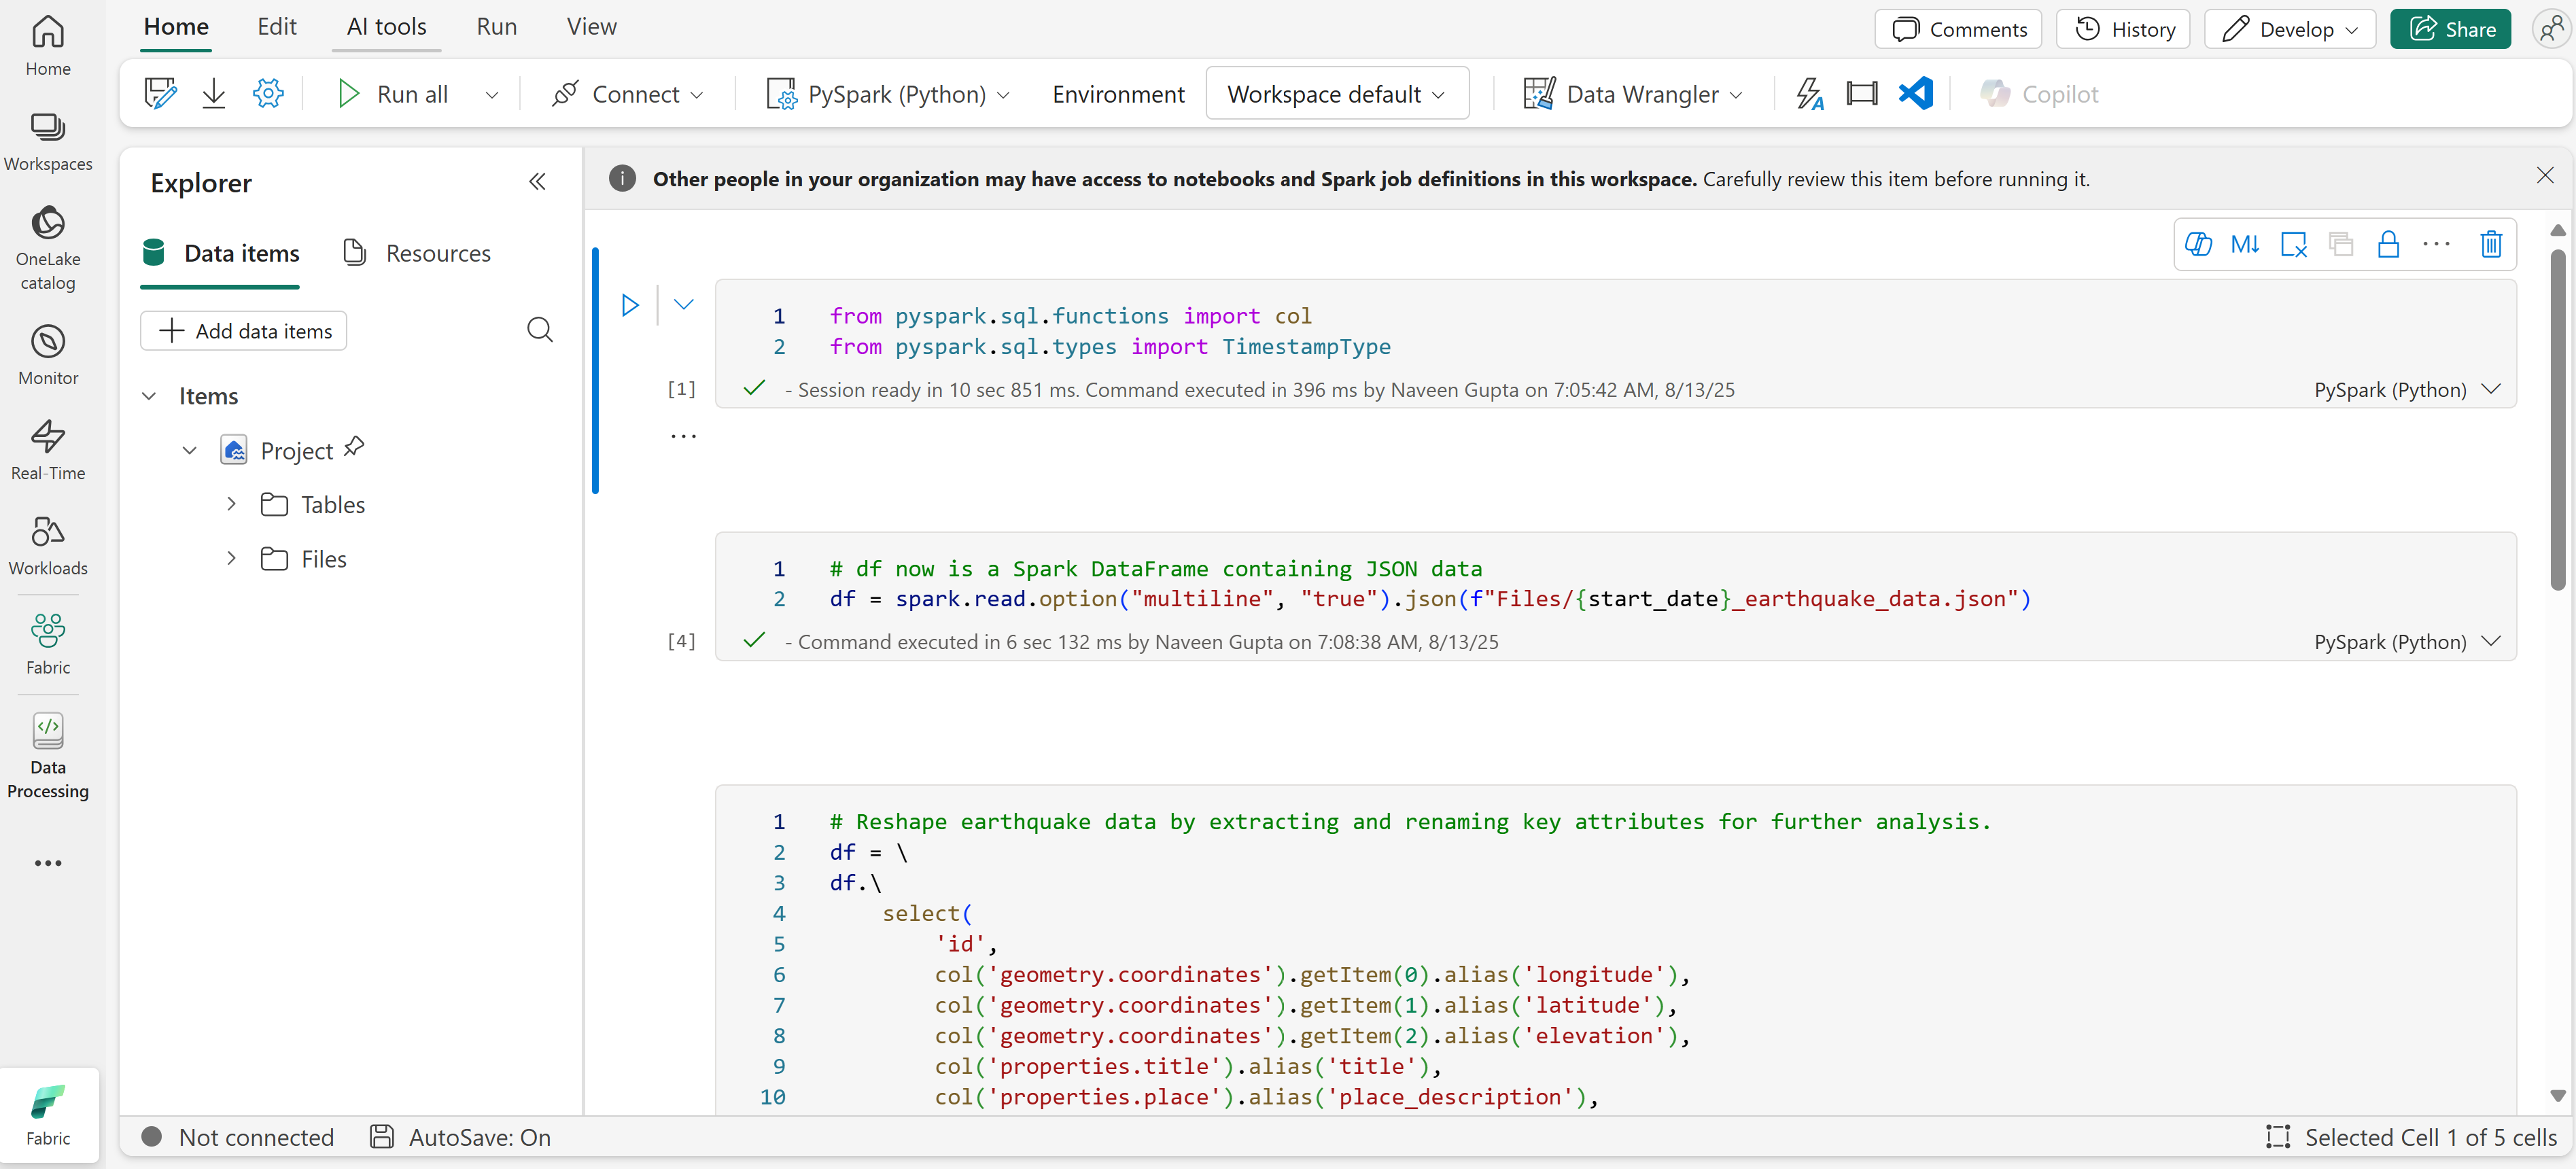 Home
Edit
AI tools
Run
View
Comments
History
Develop
Share
Run all
Connect
PySpark (Python)
Environment
Workspace default
Data Wrangler
Copilot
Home
Workspaces
OneLake
catalog
Monitor
Real-Time
Workloads
Fabric
Data
Processing
Fabric
Explorer
Data items
Resources
Add data items
Items
Project
Tables
Files
Other people in your organization may have access to notebooks and Spark job definitions in this workspace. Carefully review this item before running it.
M↓
1 from pyspark.sql.functions import col
2 from pyspark.sql.types import TimestampType
[1] - Session ready in 10 sec 851 ms. Command executed in 396 ms by Naveen Gupta on 7:05:42 AM, 8/13/25 PySpark (Python)
1 # df now is a Spark DataFrame containing JSON data
2 df = spark.read.option("multiline", "true").json(f"Files/{start_date}_earthquake_data.json")
[4] - Command executed in 6 sec 132 ms by Naveen Gupta on 7:08:38 AM, 8/13/25 PySpark (Python)
1 # Reshape earthquake data by extracting and renaming key attributes for further analysis.
2 df = \
3 df.\
4 select(
5 'id',
6 col('geometry.coordinates').getItem(0).alias('longitude'),
7 col('geometry.coordinates').getItem(1).alias('latitude'),
8 col('geometry.coordinates').getItem(2).alias('elevation'),
9 col('properties.title').alias('title'),
10 col('properties.place').alias('place_description'),
Not connected
AutoSave: On
Selected Cell 1 of 5 cells